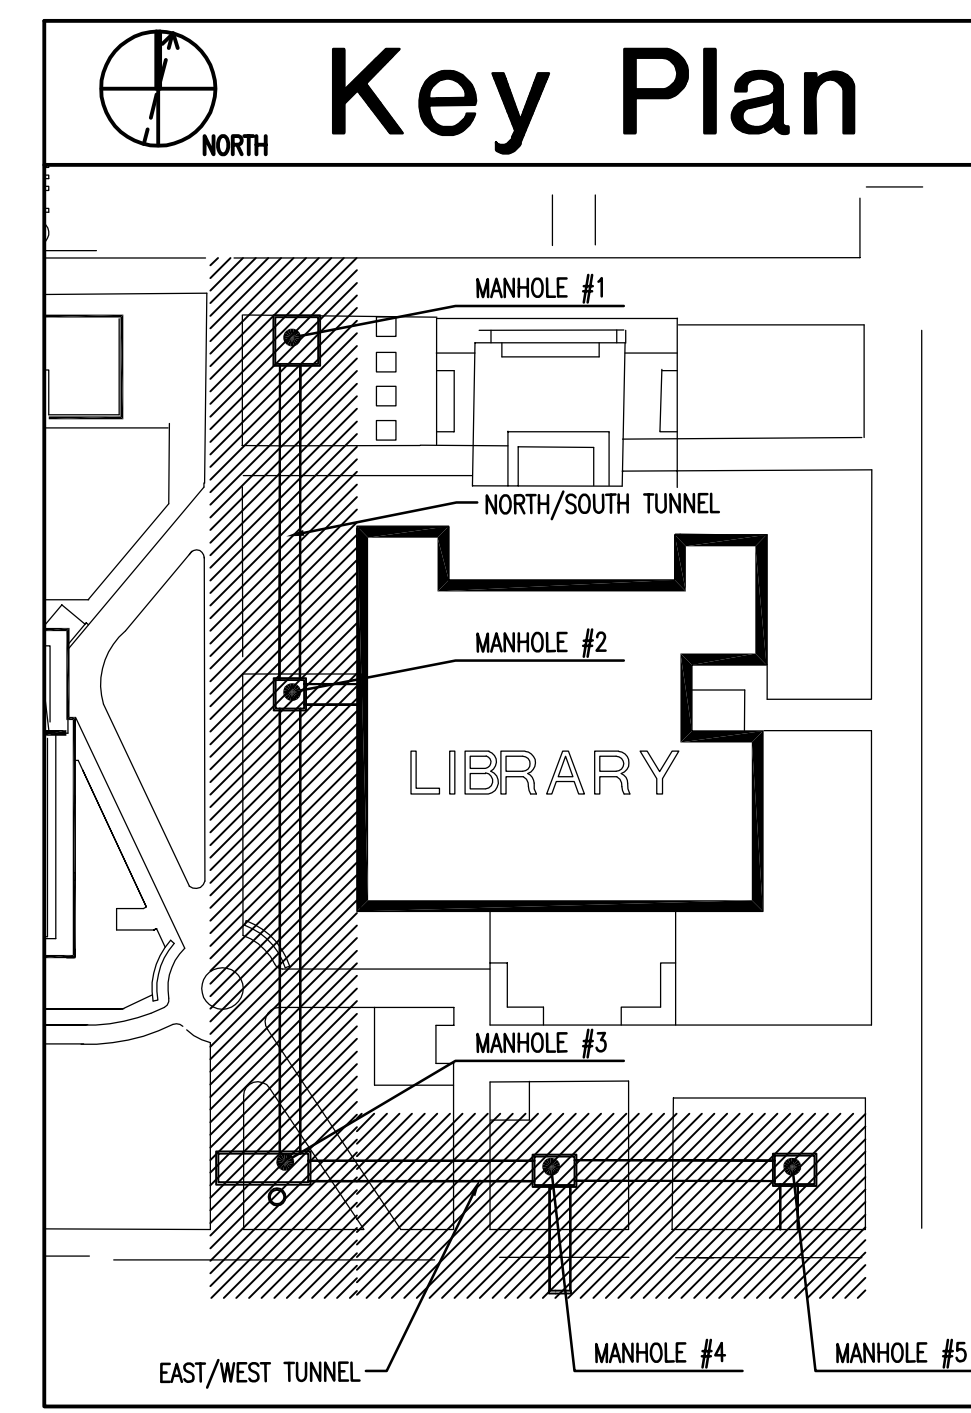 Key Plan
NORTH
MANHOLE #1
NORTH/SOUTH TUNNEL
MANHOLE #2
LIBRARY
MANHOLE #3
MANHOLE #4
MANHOLE #5
EAST/WEST TUNNEL